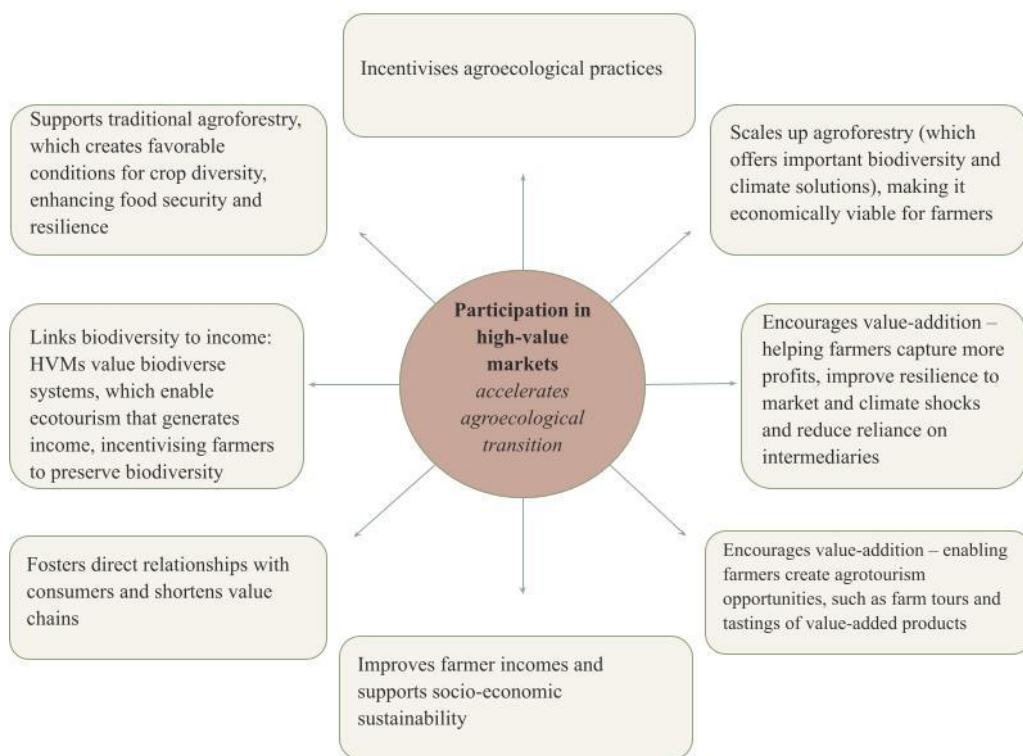 Incentivises agroecological practices
Supports traditional agroforestry,
which creates favorable
conditions for crop diversity,
enhancing food security and
resilience
Scales up agroforestry (which
offers important biodiversity and
climate solutions), making it
economically viable for farmers
Links biodiversity to income:
HVMs value biodiverse
systems, which enable
ecotourism that generates
income, incentivising farmers
to preserve biodiversity
Participation in
high-value
markets
accelerates
agroecological
transition
Encourages value-addition –
helping farmers capture more
profits, improve resilience to
market and climate shocks
and reduce reliance on
intermediaries
Fosters direct relationships with
consumers and shortens value
chains
Encourages value-addition – enabling
farmers create agrotourism
opportunities, such as farm tours and
tastings of value-added products
Improves farmer incomes and
supports socio-economic
sustainability